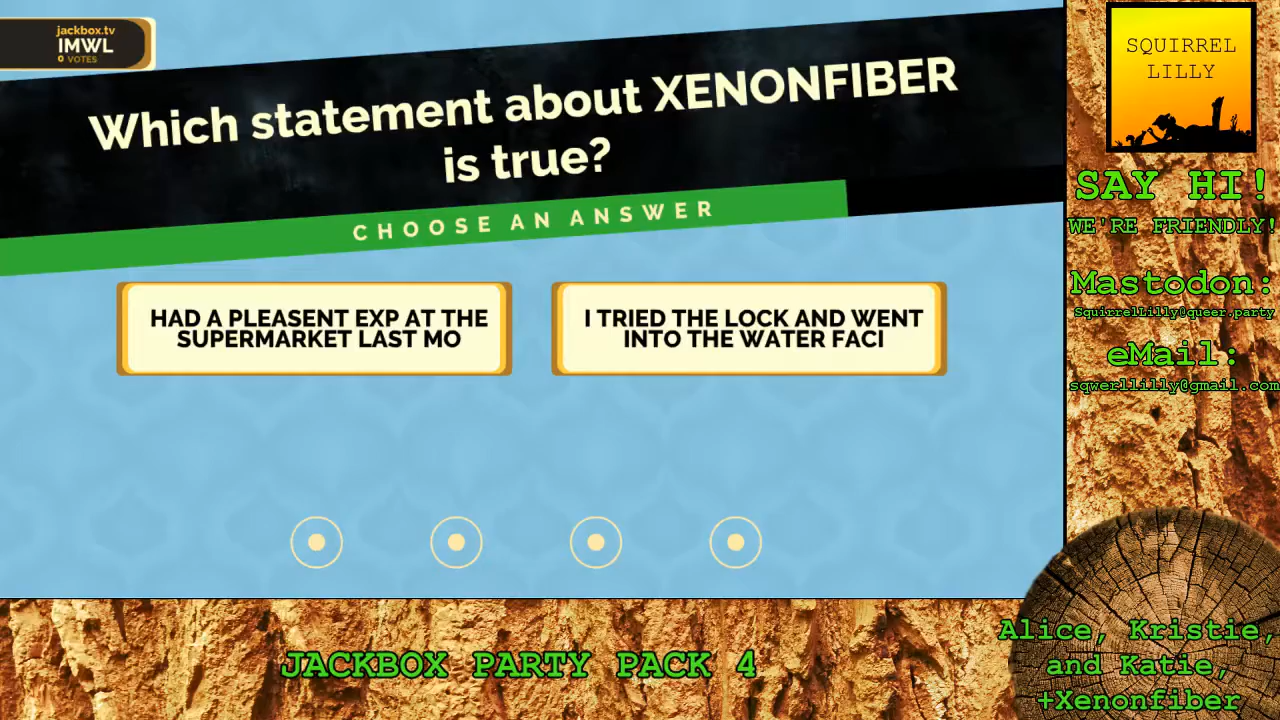 jackbox.tv
IMWL
0 VOTES
Which statement about XENONFIBER
is true?
CHOOSE AN ANSWER
HAD A PLEASENT EXP AT THE
SUPERMARKET LAST MO
I TRIED THE LOCK AND WENT
INTO THE WATER FACI
SQUIRREL
LILLY
SAY HI!
WE'RE FRIENDLY!
Mastodon:
SquirrelLilly@queer.party
eMail:
sqwerllilly@gmail.com
JACKBOX PARTY PACK 4
Alice, Kristie,
and Katie,
+Xenonfiber